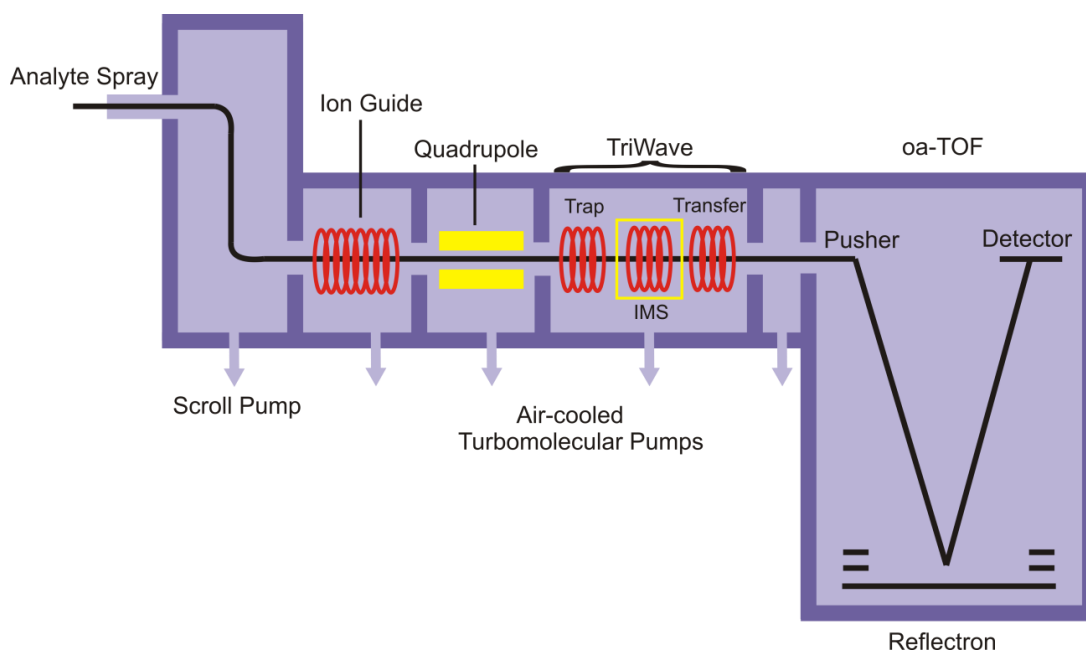 Analyte Spray
Ion Guide
Quadrupole
TriWave
oa-TOF
Trap
Transfer
IMS
Pusher
Detector
Scroll Pump
Air-cooled
Turbomolecular Pumps
Reflectron